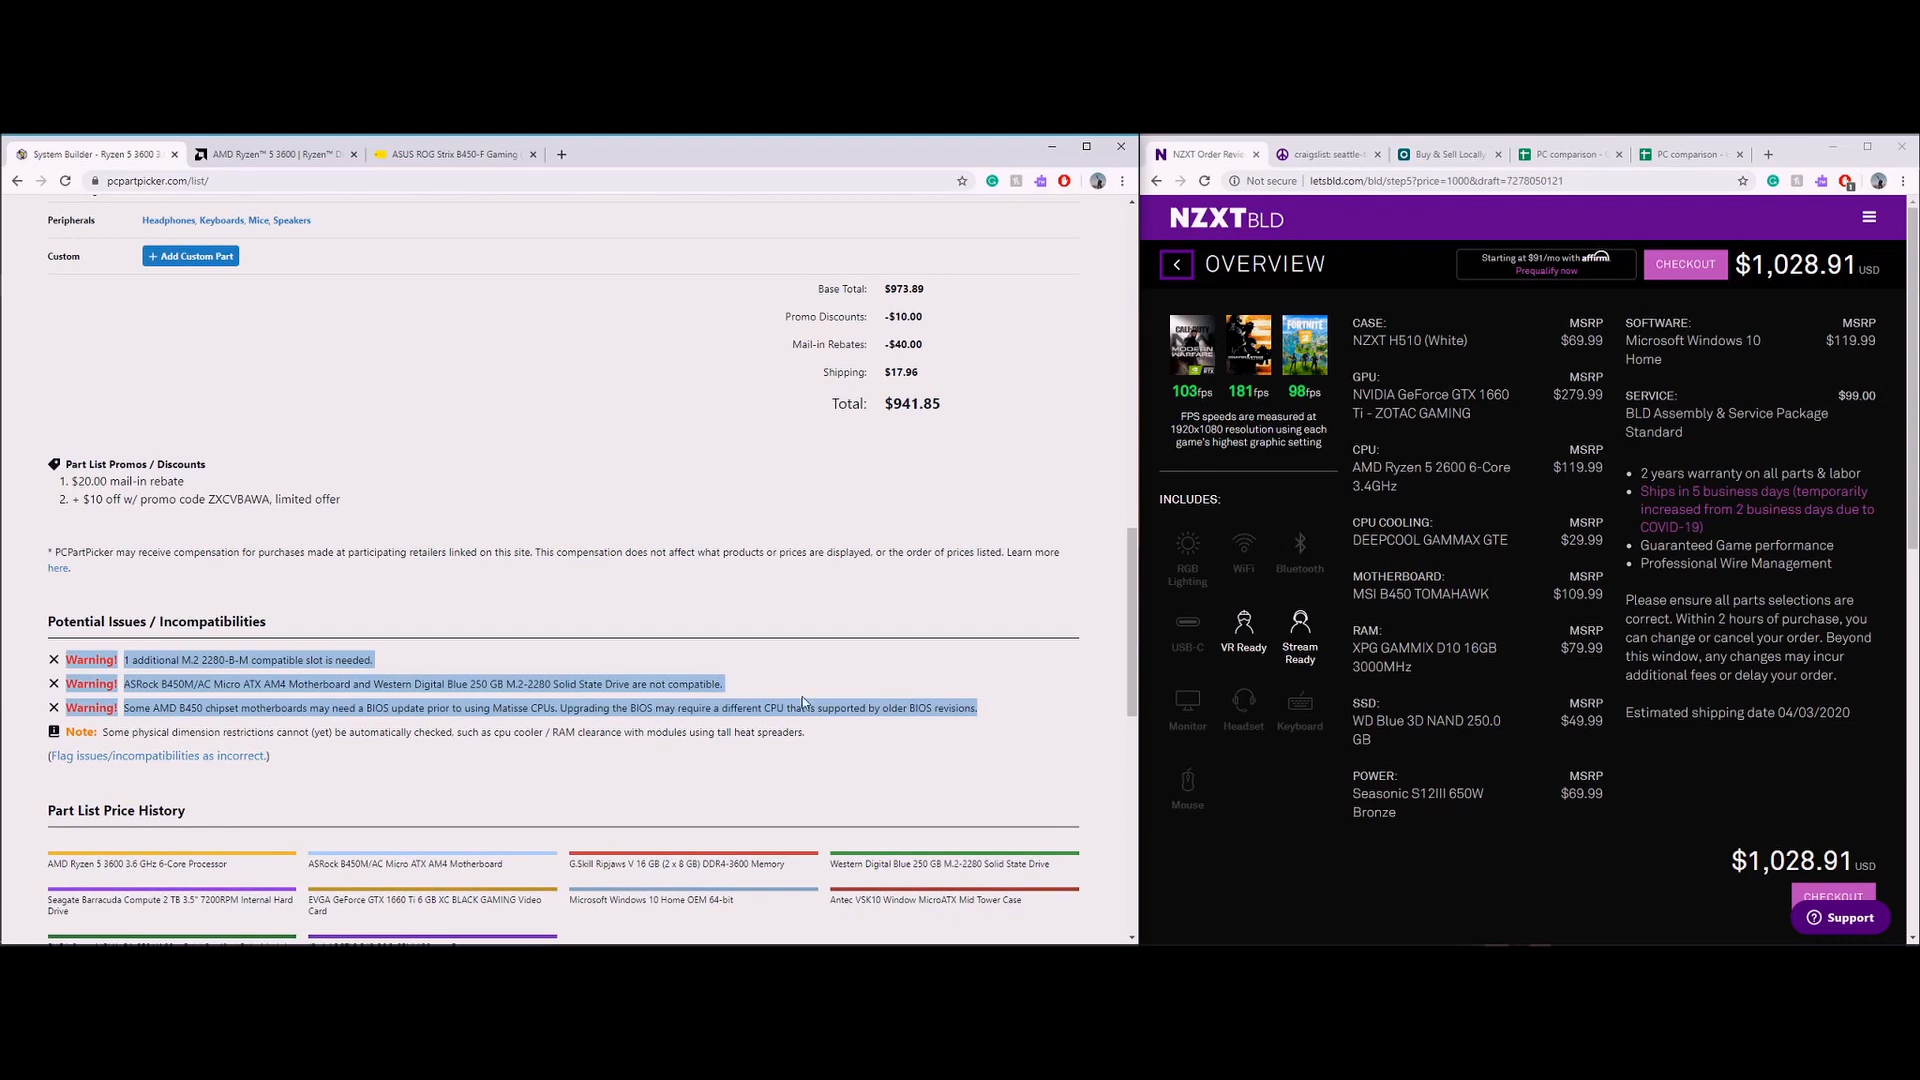 System Builder - Ryzen 5 3600 3.
AMD Ryzen™ 5 3600 | Ryzen™ D
ASUS ROG Strix B450-F Gaming
pcpartpicker.com/list/
Peripherals
Headphones, Keyboards, Mice, Speakers
Custom
+ Add Custom Part
Base Total: $973.89
Promo Discounts: -$10.00
Mail-in Rebates: -$40.00
Shipping: $17.96
Total: $941.85
Part List Promos / Discounts
1. $20.00 mail-in rebate
2. + $10 off w/ promo code ZXCVBAWA, limited offer
* PCPartPicker may receive compensation for purchases made at participating retailers linked on this site. This compensation does not affect what products or prices are displayed, or the order of prices listed. Learn more
here.
Potential Issues / Incompatibilities
Warning! 1 additional M.2 2280-B-M compatible slot is needed.
Warning! ASRock B450M/AC Micro ATX AM4 Motherboard and Western Digital Blue 250 GB M.2-2280 Solid State Drive are not compatible.
Warning! Some AMD B450 chipset motherboards may need a BIOS update prior to using Matisse CPUs. Upgrading the BIOS may require a different CPU that is supported by older BIOS revisions.
Note: Some physical dimension restrictions cannot (yet) be automatically checked, such as cpu cooler / RAM clearance with modules using tall heat spreaders.
(Flag issues/incompatibilities as incorrect.)
Part List Price History
AMD Ryzen 5 3600 3.6 GHz 6-Core Processor
ASRock B450M/AC Micro ATX AM4 Motherboard
G.Skill Ripjaws V 16 GB (2 x 8 GB) DDR4-3600 Memory
Western Digital Blue 250 GB M.2-2280 Solid State Drive
Seagate Barracuda Compute 2 TB 3.5" 7200RPM Internal Hard
Drive
EVGA GeForce GTX 1660 Ti 6 GB XC BLACK GAMING Video
Card
Microsoft Windows 10 Home OEM 64-bit
Antec VSK10 Window MicroATX Mid Tower Case
NZXT Order Revie
craigslist: seattle-t
Buy & Sell Locally
PC comparison -
PC comparison -
Not secure | letsbld.com/bld/step5?price=1000&draft=7278050121
NZXT BLD
OVERVIEW
Starting at $91/mo with affirm
Prequalify now
CHECKOUT
$1,028.91 USD
CALL OF DUTY
MODERN
WARFARE
FORTNITE
103fps
181fps
98fps
FPS speeds are measured at
1920x1080 resolution using each
game's highest graphic setting
INCLUDES:
RGB
Lighting
WiFi
Bluetooth
USB-C
VR Ready
Stream
Ready
Monitor
Headset
Keyboard
Mouse
CASE: MSRP
NZXT H510 (White) $69.99
GPU: MSRP
NVIDIA GeForce GTX 1660 $279.99
Ti - ZOTAC GAMING
CPU: MSRP
AMD Ryzen 5 2600 6-Core $119.99
3.4GHz
CPU COOLING: MSRP
DEEPCOOL GAMMAX GTE $29.99
MOTHERBOARD: MSRP
MSI B450 TOMAHAWK $109.99
RAM: MSRP
XPG GAMMIX D10 16GB $79.99
3000MHz
SSD: MSRP
WD Blue 3D NAND 250.0 $49.99
GB
POWER: MSRP
Seasonic S12III 650W $69.99
Bronze
SOFTWARE: MSRP
Microsoft Windows 10 $119.99
Home
SERVICE: $99.00
BLD Assembly & Service Package
Standard
• 2 years warranty on all parts & labor
• Ships in 5 business days (temporarily
increased from 2 business days due to
COVID-19)
• Guaranteed Game performance
• Professional Wire Management
Please ensure all parts selections are
correct. Within 2 hours of purchase, you
can change or cancel your order. Beyond
this window, any changes may incur
additional fees or delay your order.
Estimated shipping date 04/03/2020
$1,028.91 USD
CHECKOUT
Support